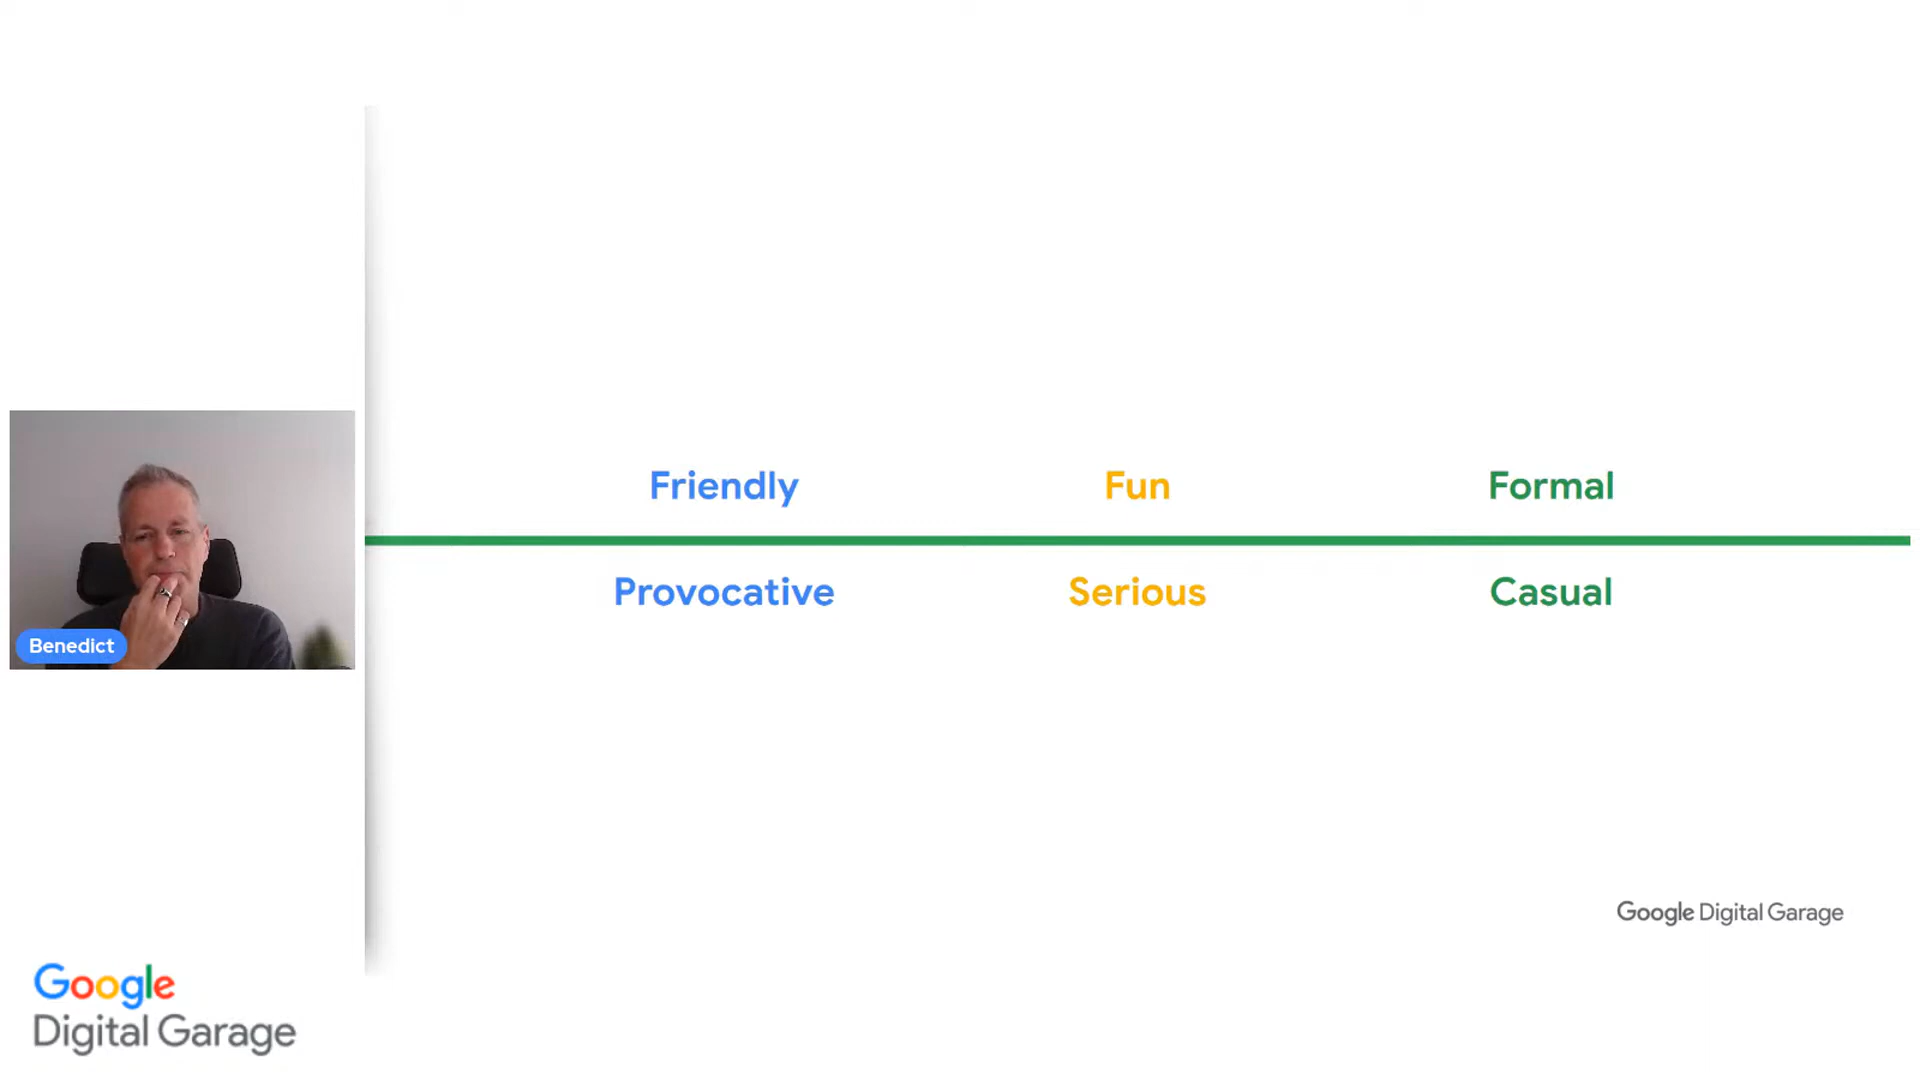 Friendly
Fun
Formal
Provocative
Serious
Casual
Benedict
Google Digital Garage
Google
Digital Garage